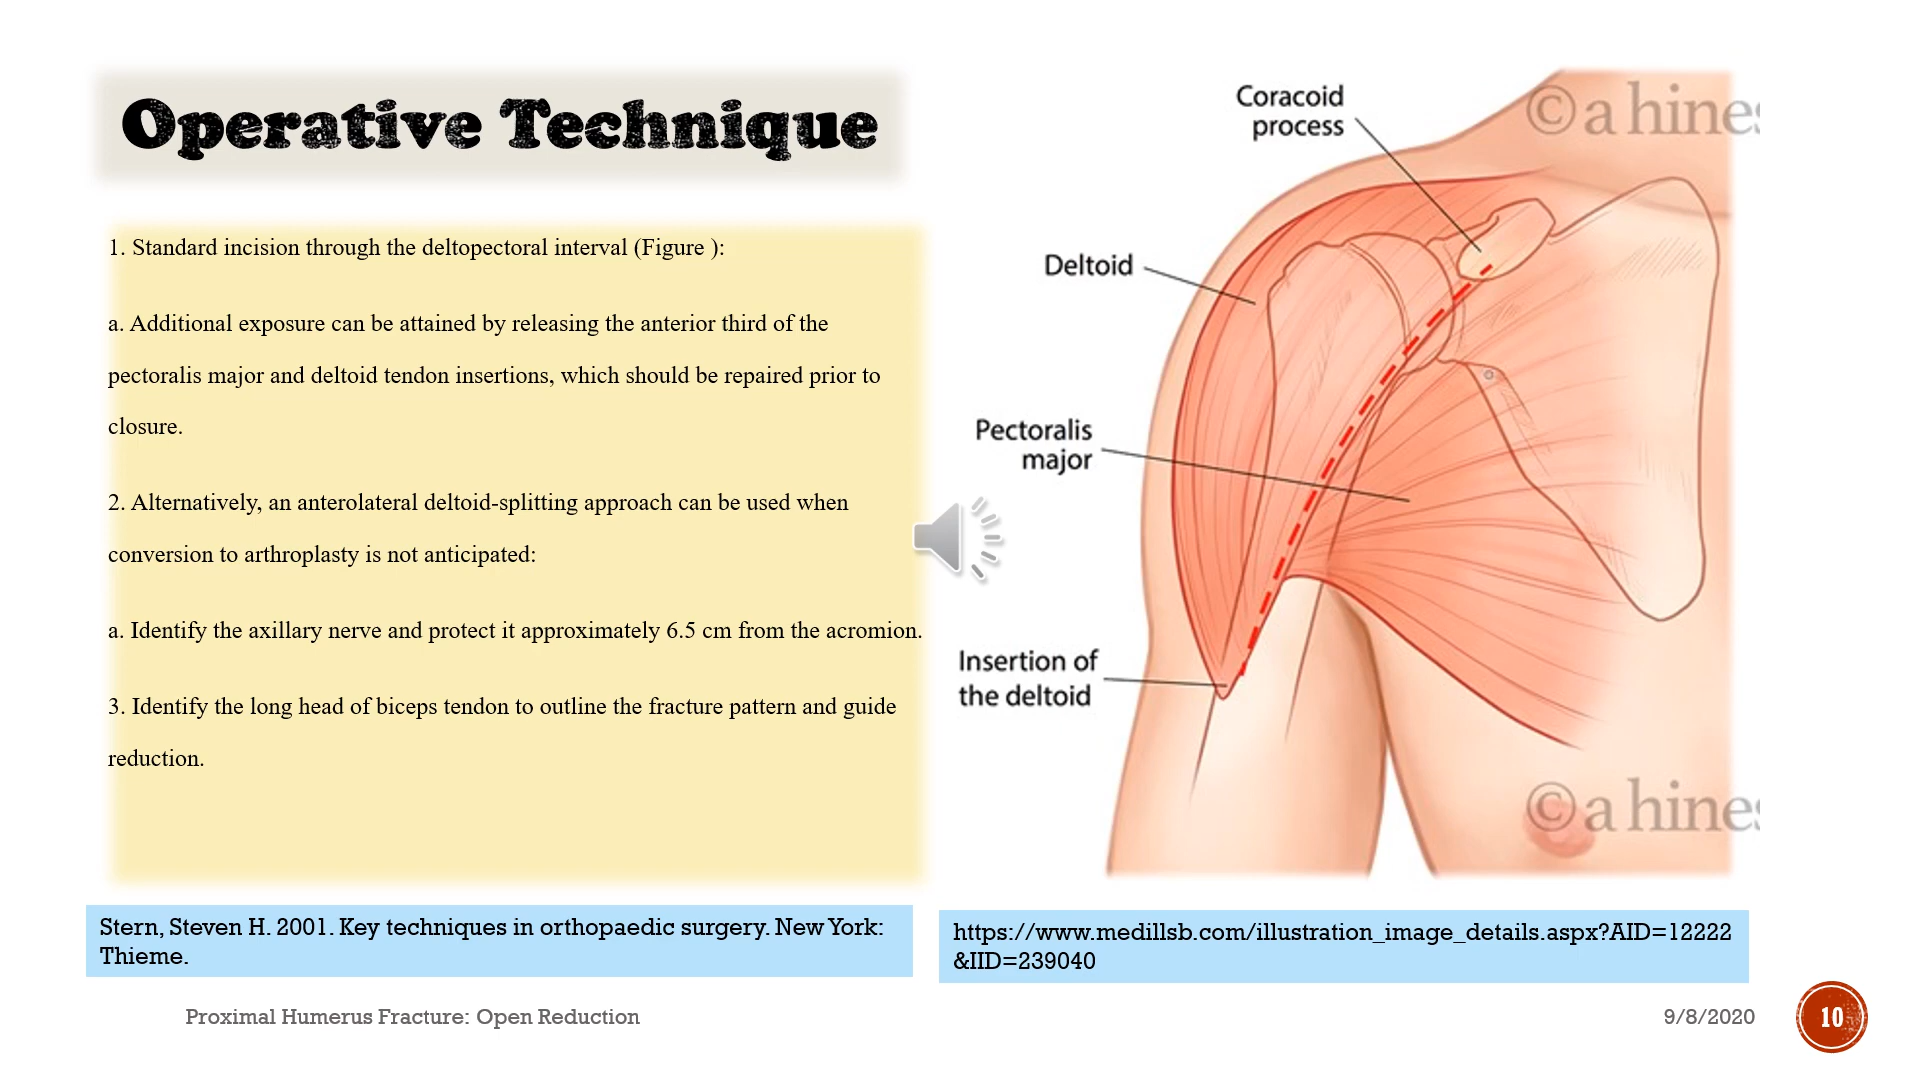 Operative Technique
1. Standard incision through the deltopectoral interval (Figure ):
a. Additional exposure can be attained by releasing the anterior third of the
pectoralis major and deltoid tendon insertions, which should be repaired prior to
closure.
2. Alternatively, an anterolateral deltoid-splitting approach can be used when
conversion to arthroplasty is not anticipated:
a. Identify the axillary nerve and protect it approximately 6.5 cm from the acromion.
3. Identify the long head of biceps tendon to outline the fracture pattern and guide
reduction.
Stern, Steven H. 2001. Key techniques in orthopaedic surgery. New York:
Thieme.
© a hines
Coracoid
process
Deltoid
Pectoralis
major
Insertion of
the deltoid
© a hines
https://www.medillsb.com/illustration_image_details.aspx?AID=12222
&IID=239040
Proximal Humerus Fracture: Open Reduction
9/8/2020
10